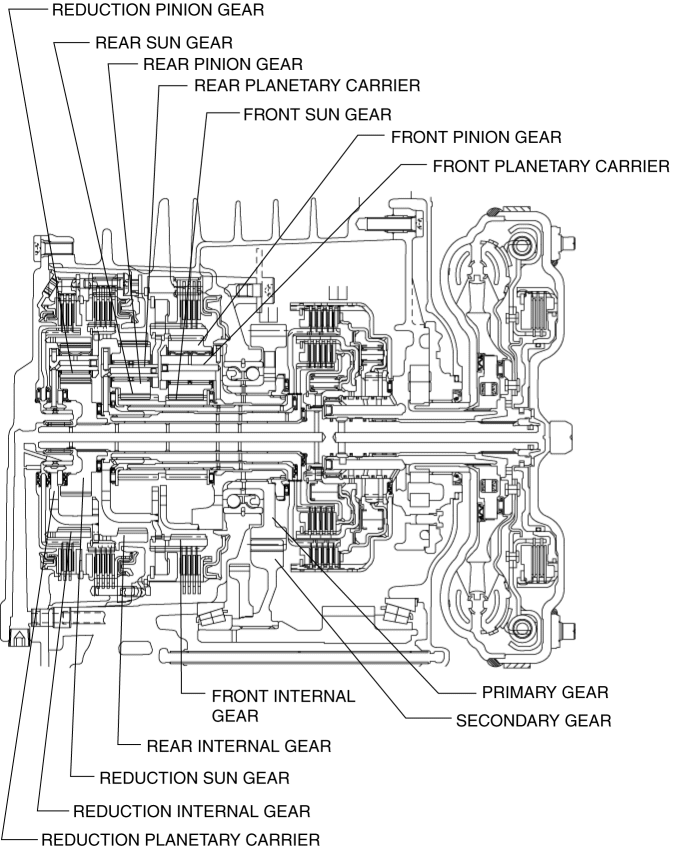 REDUCTION PINION GEAR
REAR SUN GEAR
REAR PINION GEAR
REAR PLANETARY CARRIER
FRONT SUN GEAR
FRONT PINION GEAR
FRONT PLANETARY CARRIER
FRONT INTERNAL
GEAR
PRIMARY GEAR
SECONDARY GEAR
REAR INTERNAL GEAR
REDUCTION SUN GEAR
REDUCTION INTERNAL GEAR
REDUCTION PLANETARY CARRIER